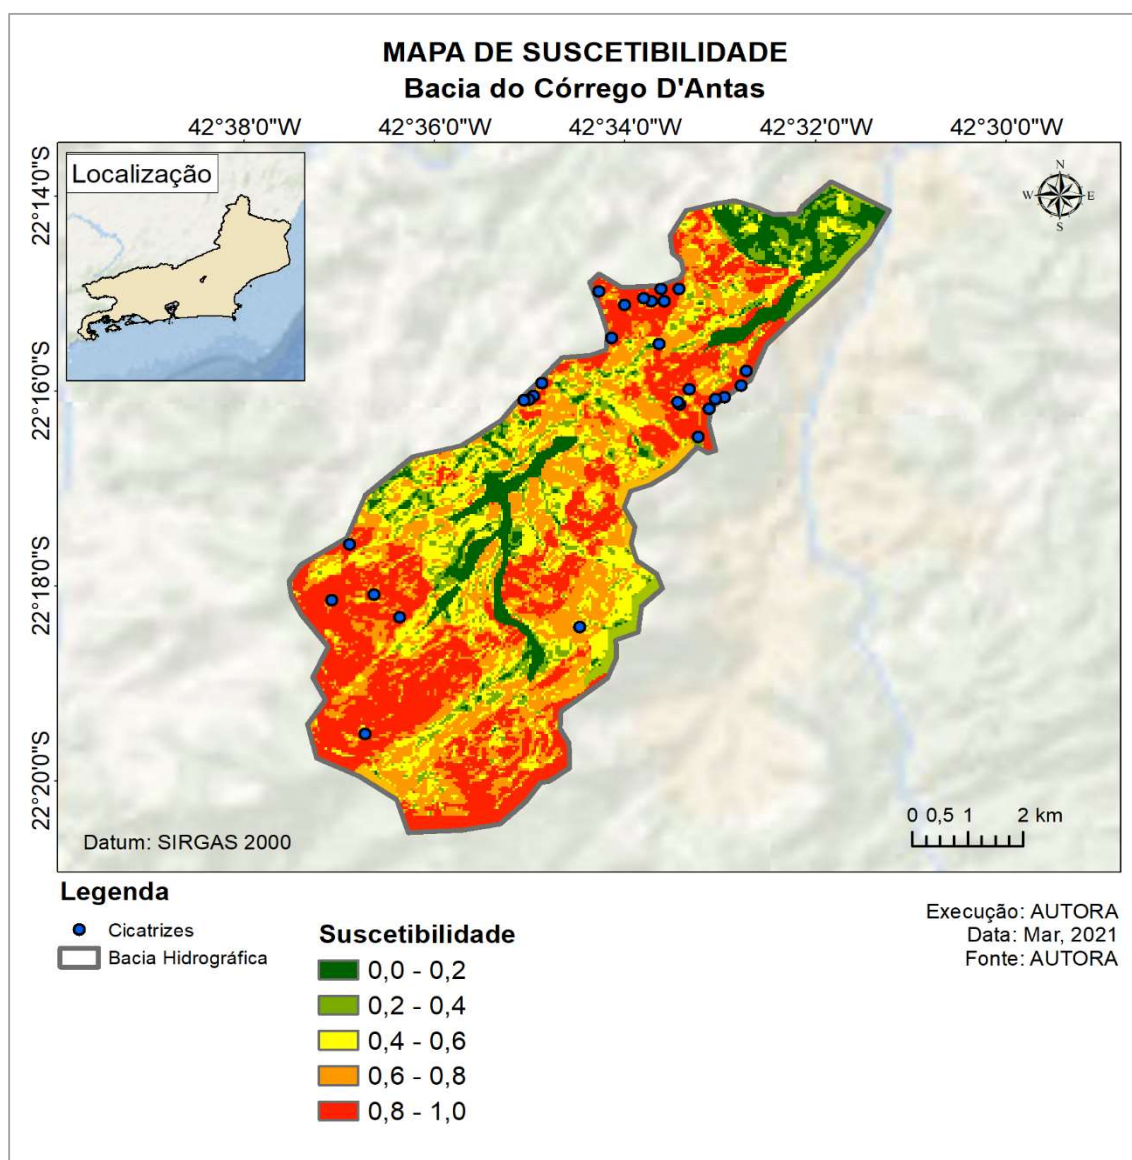 MAPA DE SUSCETIBILIDADE
Bacia do Córrego D'Antas
42°38'0"W 42°36'0"W 42°34'0"W 42°32'0"W 42°30'0"W
22°14'0"S
22°16'0"S
22°18'0"S
22°20'0"S
Localização
N
W E
S
0 0,5 1 2 km
Datum: SIRGAS 2000
Legenda
Cicatrizes
Bacia Hidrográfica
Suscetibilidade
0,0 - 0,2
0,2 - 0,4
0,4 - 0,6
0,6 - 0,8
0,8 - 1,0
Execução: AUTORA
Data: Mar, 2021
Fonte: AUTORA